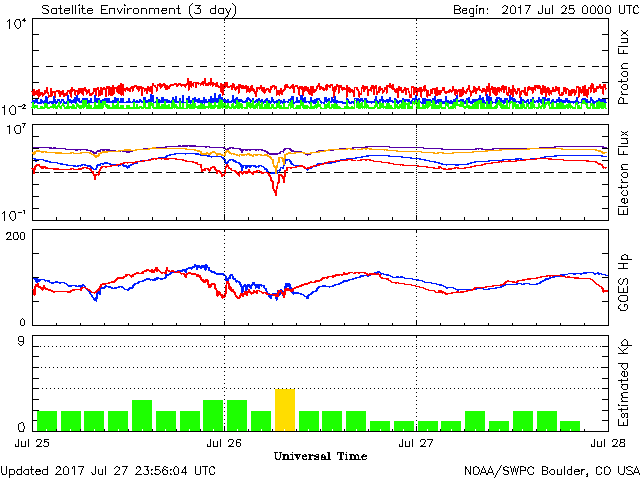 Satellite Environment (3 day) Begin: 2017 Jul 25 0000 UTC
10^4
10^-2
Proton Flux
10^7
10^-1
Electron Flux
200
0
GOES Hp
9
0
Estimated Kp
Jul 25 Jul 26 Jul 27 Jul 28
Universal Time
Updated 2017 Jul 27 23:56:04 UTC NOAA/SWPC Boulder, CO USA